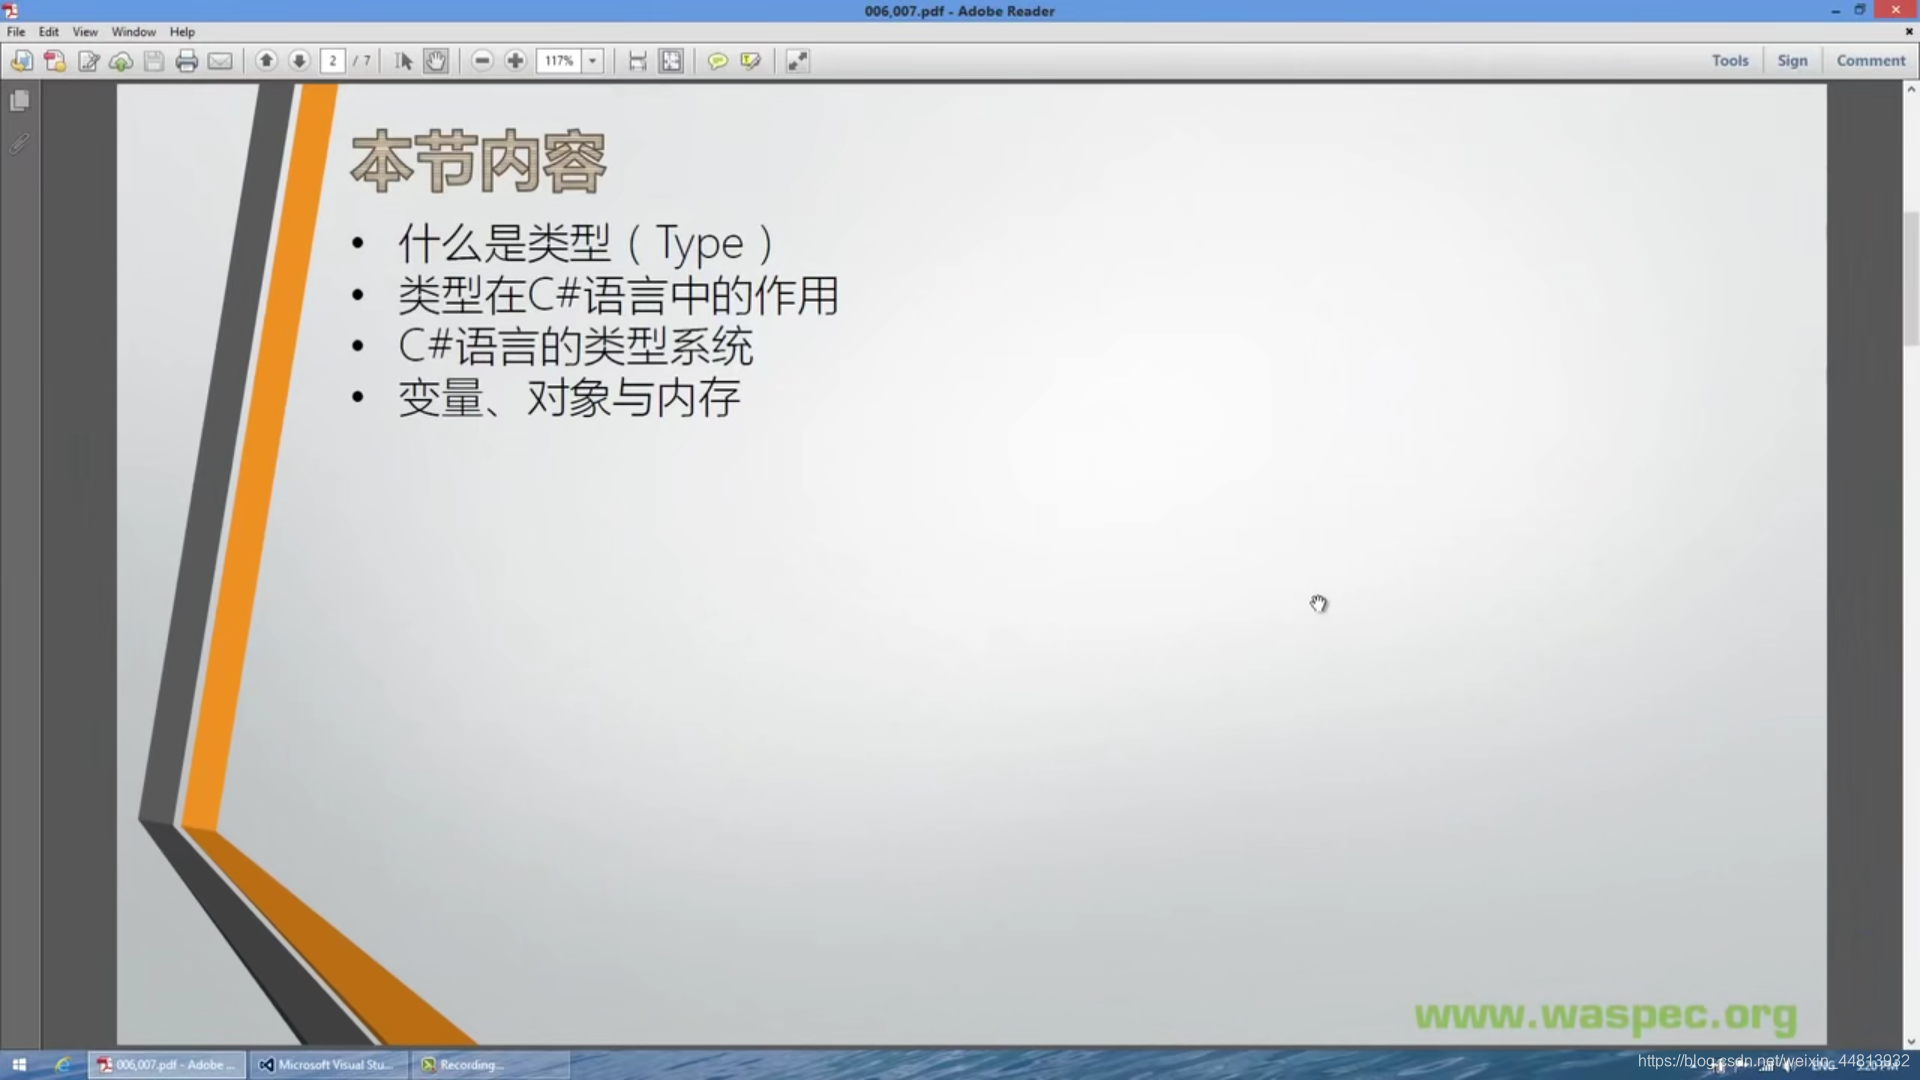 006,007.pdf - Adobe Reader
File Edit View Window Help
2 / 7 117% Tools Sign Comment
本节内容
• 什么是类型（Type）
• 类型在C#语言中的作用
• C#语言的类型系统
• 变量、对象与内存
www.waspec.org
006,007.pdf - Adobe ... Microsoft Visual Stu... Recording...
https://blog.csdn.net/weixin_44813932